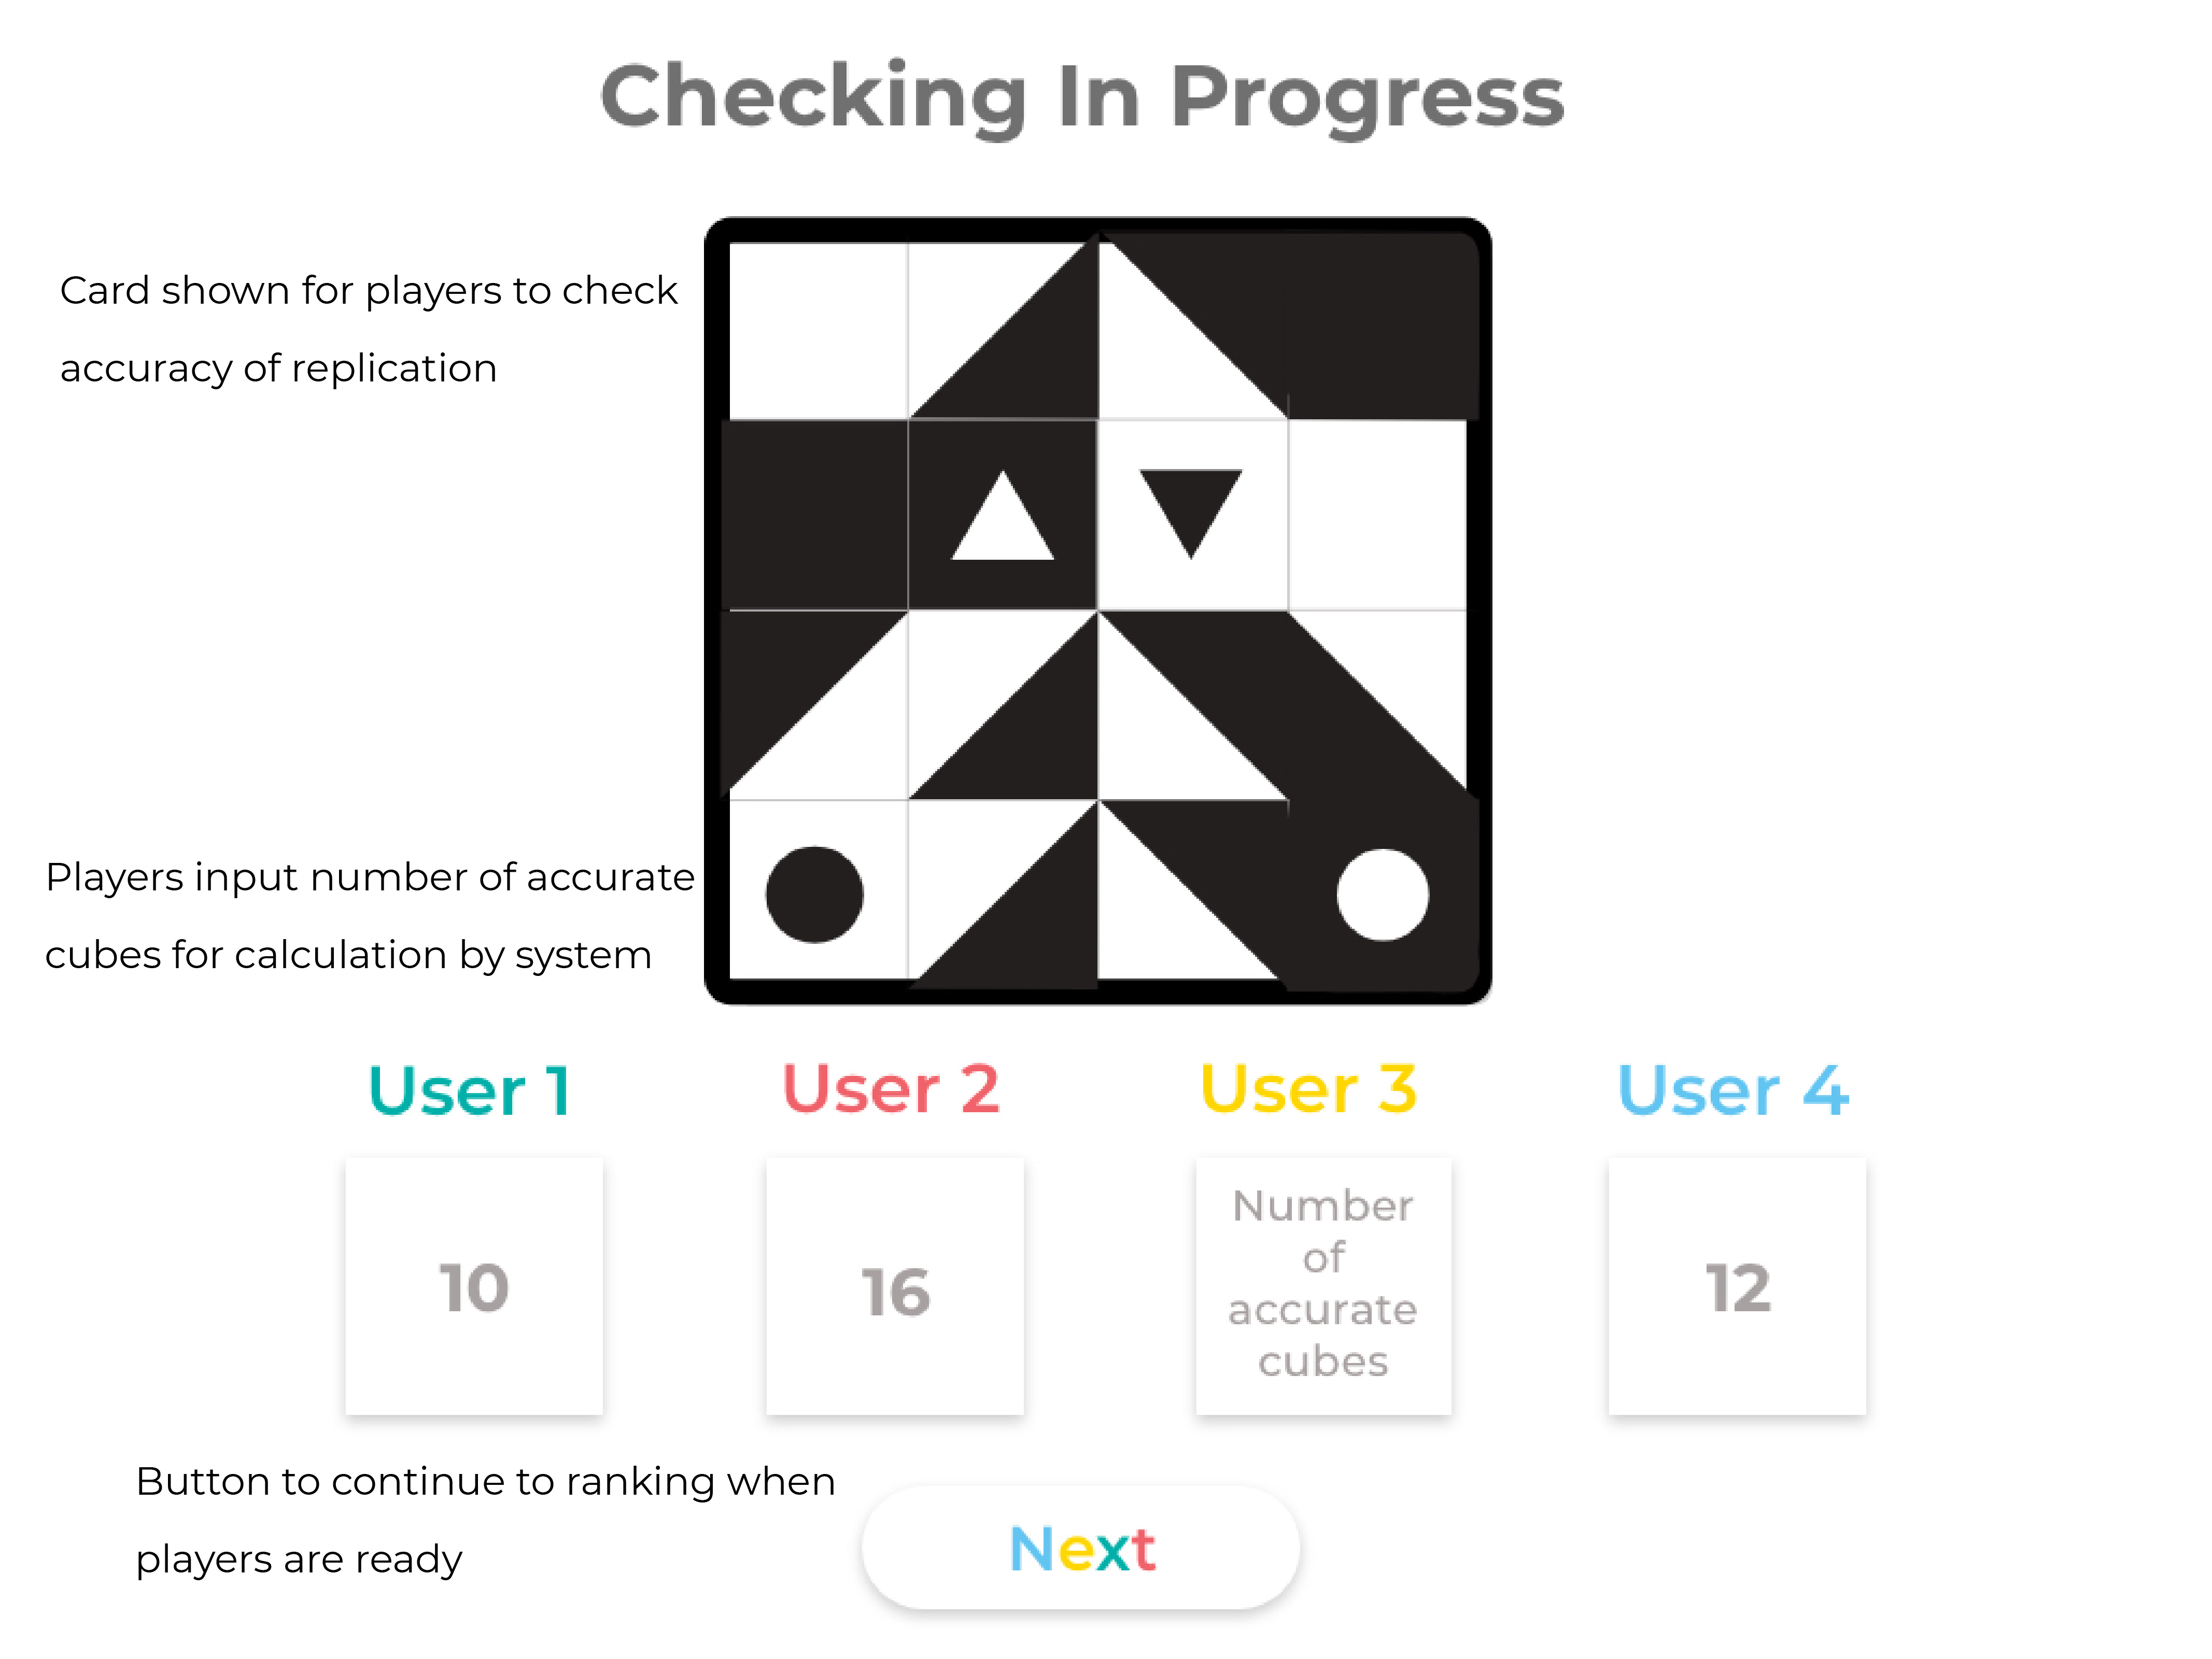 Checking In Progress
Card shown for players to check
accuracy of replication
Players input number of accurate
cubes for calculation by system
User 1
User 2
User 3
User 4
10
16
Number
of
accurate
cubes
12
Button to continue to ranking when
players are ready
Next